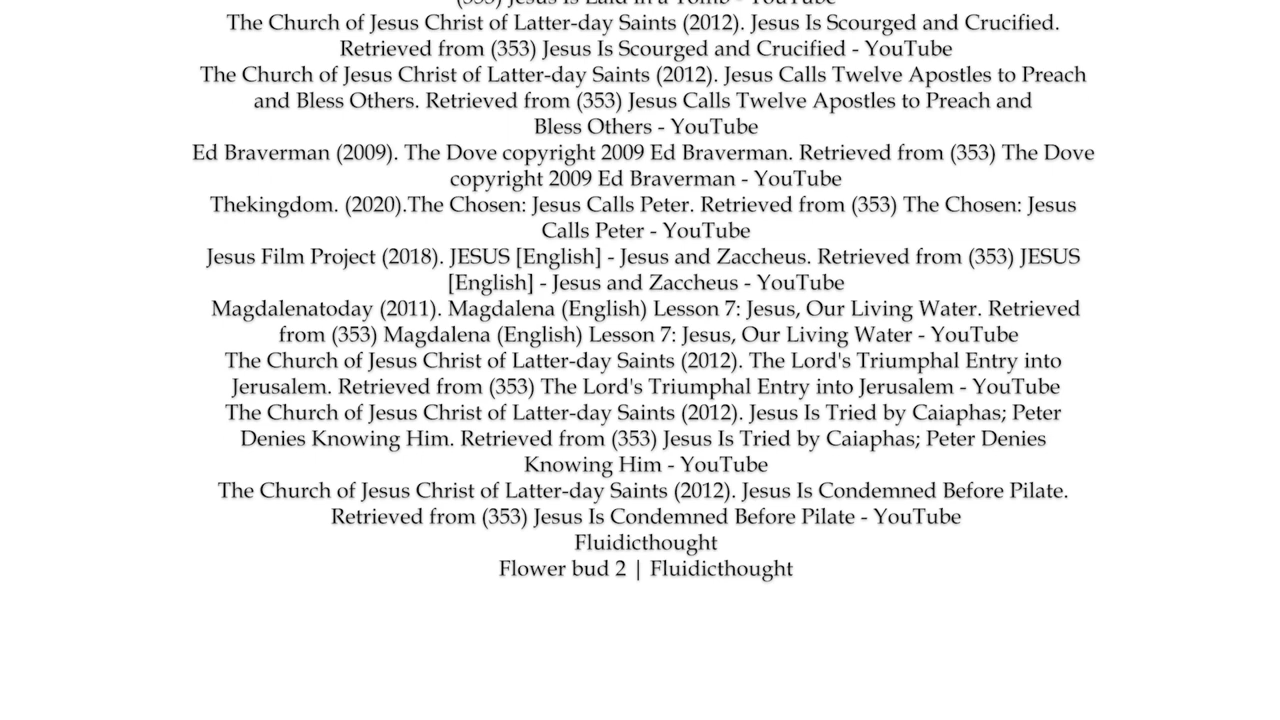 (353) Jesus Is Laid in a Tomb - YouTube
The Church of Jesus Christ of Latter-day Saints (2012). Jesus Is Scourged and Crucified.
Retrieved from (353) Jesus Is Scourged and Crucified - YouTube
The Church of Jesus Christ of Latter-day Saints (2012). Jesus Calls Twelve Apostles to Preach
and Bless Others. Retrieved from (353) Jesus Calls Twelve Apostles to Preach and
Bless Others - YouTube
Ed Braverman (2009). The Dove copyright 2009 Ed Braverman. Retrieved from (353) The Dove
copyright 2009 Ed Braverman - YouTube
Thekingdom. (2020).The Chosen: Jesus Calls Peter. Retrieved from (353) The Chosen: Jesus
Calls Peter - YouTube
Jesus Film Project (2018). JESUS [English] - Jesus and Zaccheus. Retrieved from (353) JESUS
[English] - Jesus and Zaccheus - YouTube
Magdalenatoday (2011). Magdalena (English) Lesson 7: Jesus, Our Living Water. Retrieved
from (353) Magdalena (English) Lesson 7: Jesus, Our Living Water - YouTube
The Church of Jesus Christ of Latter-day Saints (2012). The Lord's Triumphal Entry into
Jerusalem. Retrieved from (353) The Lord's Triumphal Entry into Jerusalem - YouTube
The Church of Jesus Christ of Latter-day Saints (2012). Jesus Is Tried by Caiaphas; Peter
Denies Knowing Him. Retrieved from (353) Jesus Is Tried by Caiaphas; Peter Denies
Knowing Him - YouTube
The Church of Jesus Christ of Latter-day Saints (2012). Jesus Is Condemned Before Pilate.
Retrieved from (353) Jesus Is Condemned Before Pilate - YouTube
Fluidicthought
Flower bud 2 | Fluidicthought